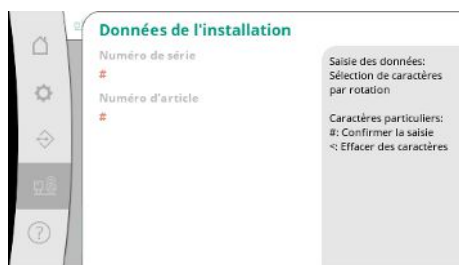 Données de l'installation
Numéro de série
#
Numéro d'article
#
Saisie des données:
Sélection de caractères
par rotation
Caractères particuliers:
#: Confirmer la saisie
<: Effacer des caractères
?